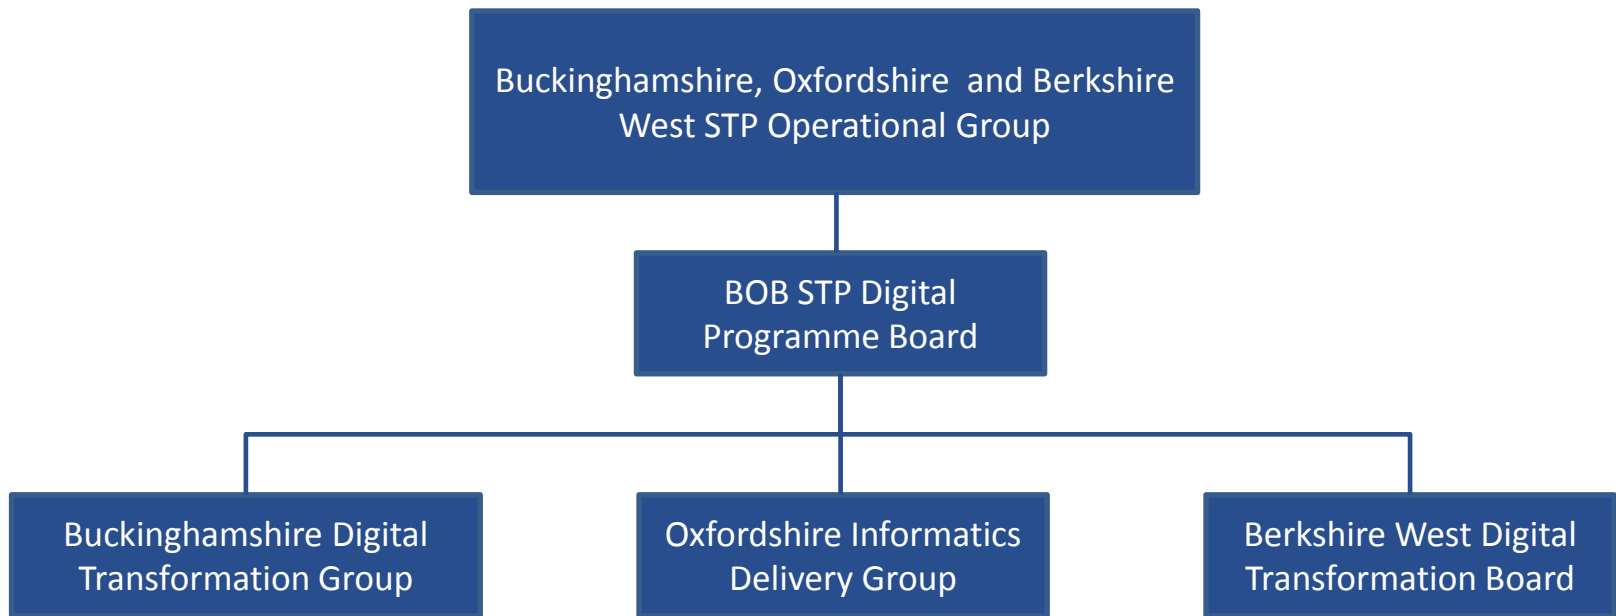 Buckinghamshire, Oxfordshire  and Berkshire
West STP Operational Group
BOB STP Digital
Programme Board
Buckinghamshire Digital
Transformation Group
Oxfordshire Informatics
Delivery Group
Berkshire West Digital
Transformation Board